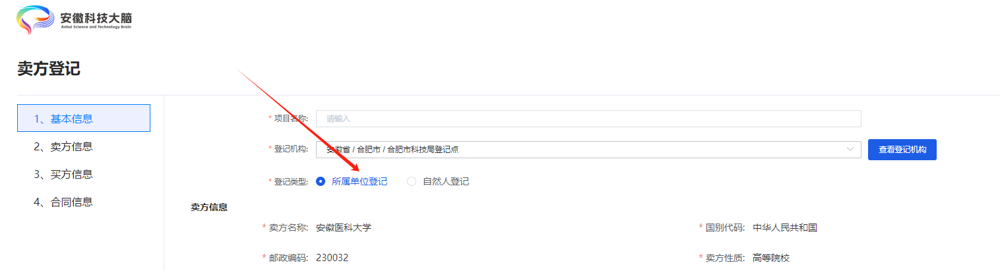 安徽科技大脑
Anhui Science and Technology Brain
卖方登记
1、基本信息
2、卖方信息
3、买方信息
4、合同信息
* 项目名称: 请输入
* 登记机构: 安徽省 / 合肥市 / 合肥市科技局登记点 查看登记机构
* 登记类型: 所属单位登记 自然人登记
卖方信息
* 卖方名称: 安徽医科大学 * 国别代码: 中华人民共和国
* 邮政编码: 230032 * 卖方性质: 高等院校